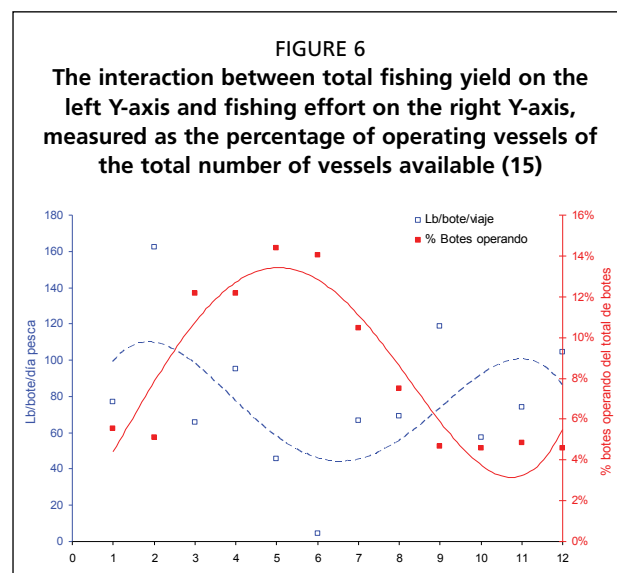 FIGURE 6
The interaction between total fishing yield on the
left Y-axis and fishing effort on the right Y-axis,
measured as the percentage of operating vessels of
the total number of vessels available (15)
Lb/bote/viaje
% Botes operando
180
160
140
120
100
80
60
40
20
0
Lb/bote/día pesca
16%
14%
12%
10%
8%
6%
4%
2%
0%
% botes operando del total de botes
0 1 2 3 4 5 6 7 8 9 10 11 12